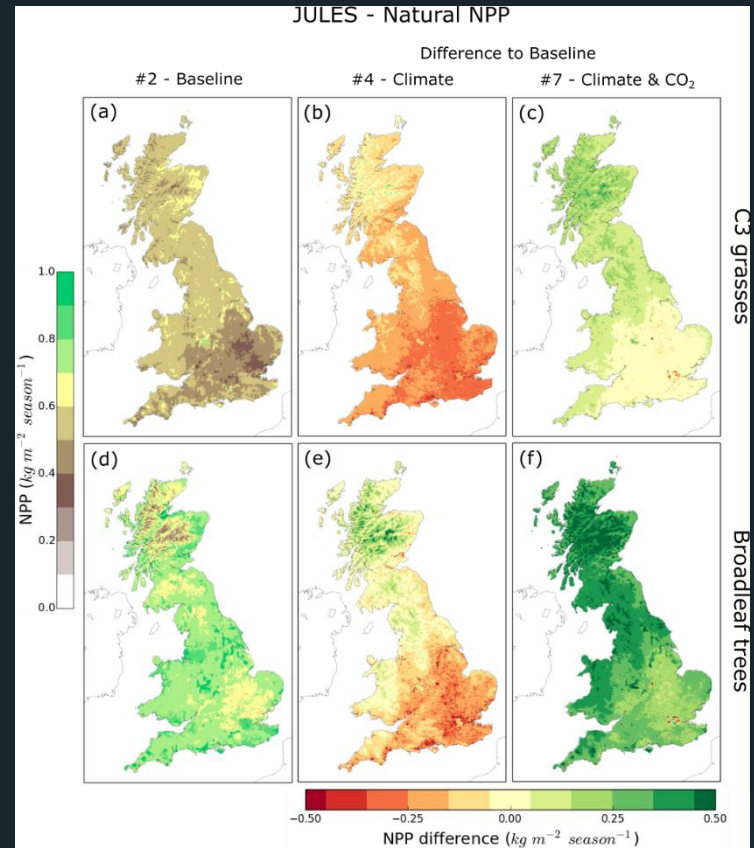 JULES - Natural NPP
Difference to Baseline
#2 - Baseline
#4 - Climate
#7 - Climate & CO₂
(a)
(b)
(c)
C3 grasses
1.0
0.8
0.6
0.4
0.2
0.0
NPP (kg m⁻² season⁻¹)
(d)
(e)
(f)
Broadleaf trees
−0.50
−0.25
0.00
0.25
0.50
NPP difference (kg m⁻² season⁻¹)